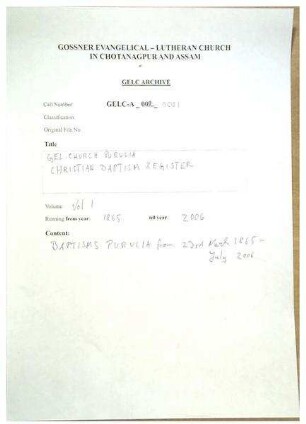 GOSSNER EVANGELICAL – LUTHERAN CHURCH
IN CHOTANAGPUR AND ASSAM
GELC ARCHIVE
Call Number GELC-A _ 002_ 0001
Classification
Original File No
Title
GEL CHURCH PURULIA
CHRISTIAN BAPTISM REGISTER
Volume Vol 1
Running from year: 1865 till year: 2006
Content:
BAPTISMS PURULIA from 23rd 1865 –
July 2006